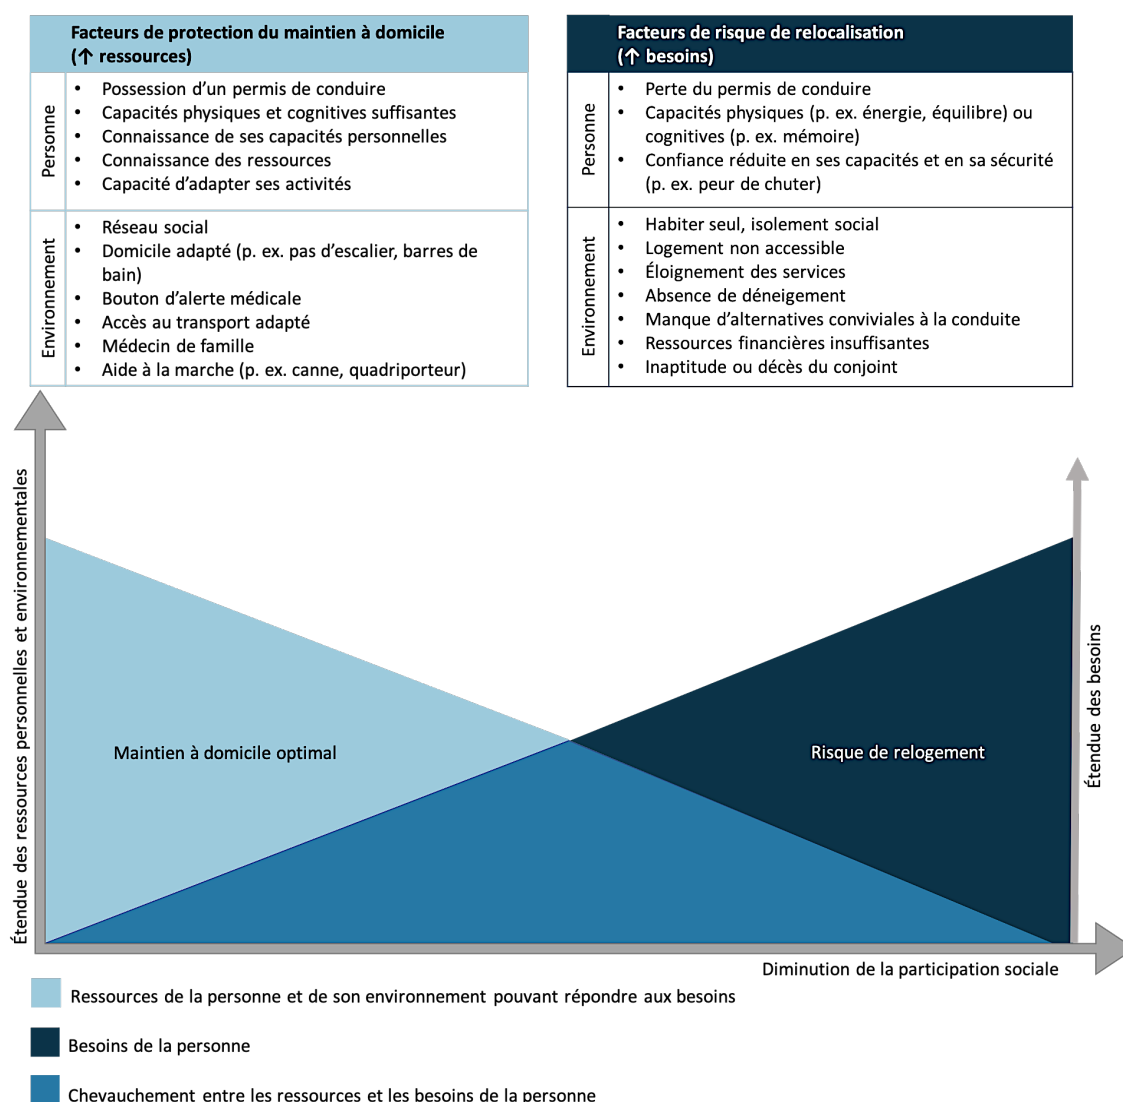 Facteurs de protection du maintien à domicile
(↑ ressources)
Personne
• Possession d'un permis de conduire
• Capacités physiques et cognitives suffisantes
• Connaissance de ses capacités personnelles
• Connaissance des ressources
• Capacité d'adapter ses activités
Environnement
• Réseau social
• Domicile adapté (p. ex. pas d'escalier, barres de
bain)
• Bouton d'alerte médicale
• Accès au transport adapté
• Médecin de famille
• Aide à la marche (p. ex. canne, quadriporteur)
Facteurs de risque de relocalisation
(↑ besoins)
Personne
• Perte du permis de conduire
• Capacités physiques (p. ex. énergie, équilibre) ou
cognitives (p. ex. mémoire)
• Confiance réduite en ses capacités et en sa sécurité
(p. ex. peur de chuter)
Environnement
• Habiter seul, isolement social
• Logement non accessible
• Éloignement des services
• Absence de déneigement
• Manque d'alternatives conviviales à la conduite
• Ressources financières insuffisantes
• Inaptitude ou décès du conjoint
Étendue des ressources personnelles et environnementales
Maintien à domicile optimal
Risque de relogement
Étendue des besoins
Diminution de la participation sociale
Ressources de la personne et de son environnement pouvant répondre aux besoins
Besoins de la personne
Chevauchement entre les ressources et les besoins de la personne